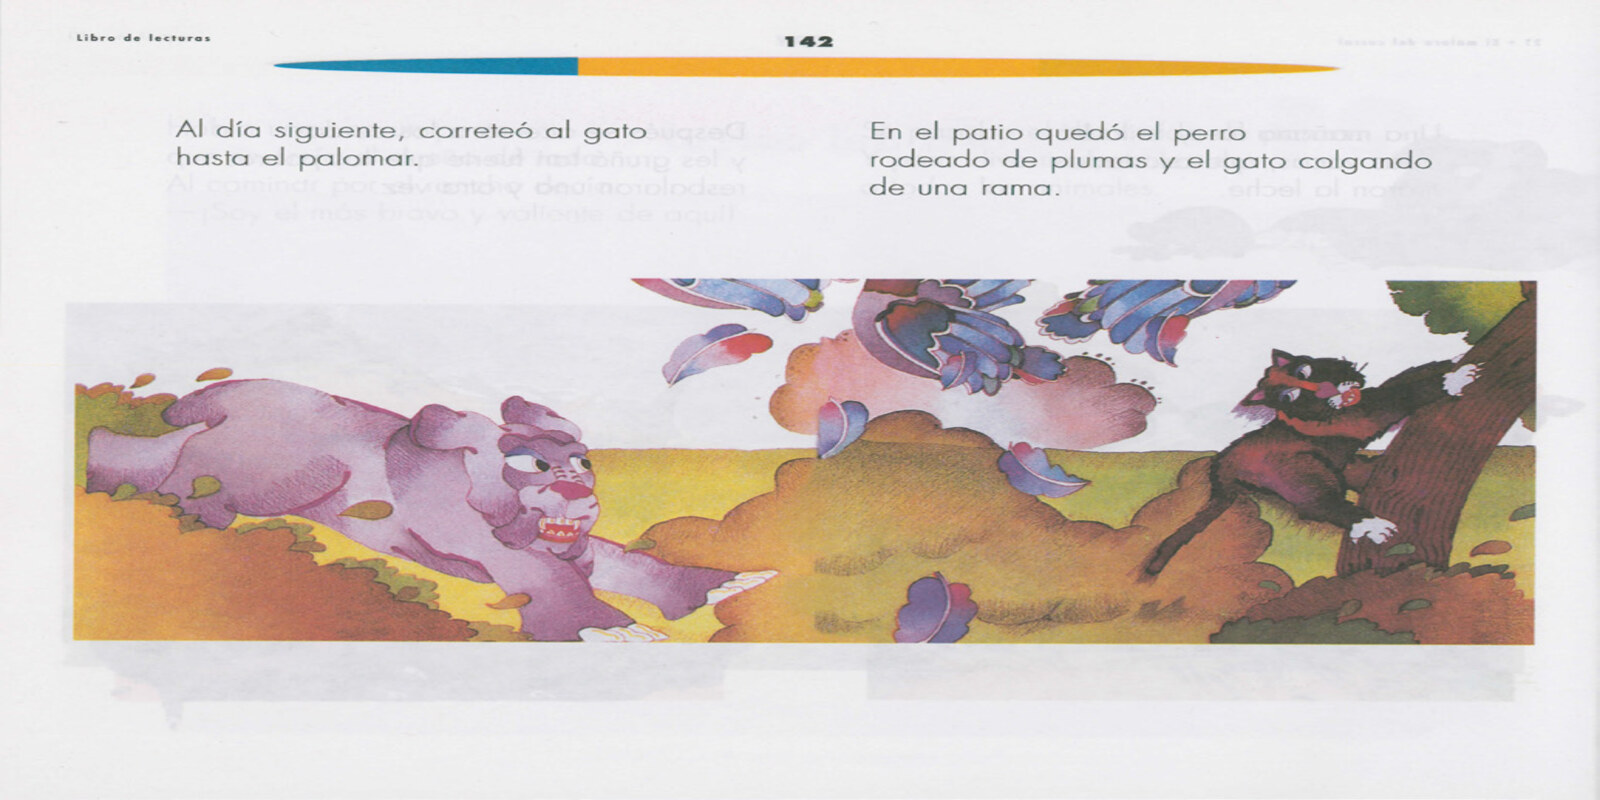 Libro de lecturas
142
Al día siguiente, correteó al gato
hasta el palomar.
En el patio quedó el perro
rodeado de plumas y el gato colgando
de una rama.